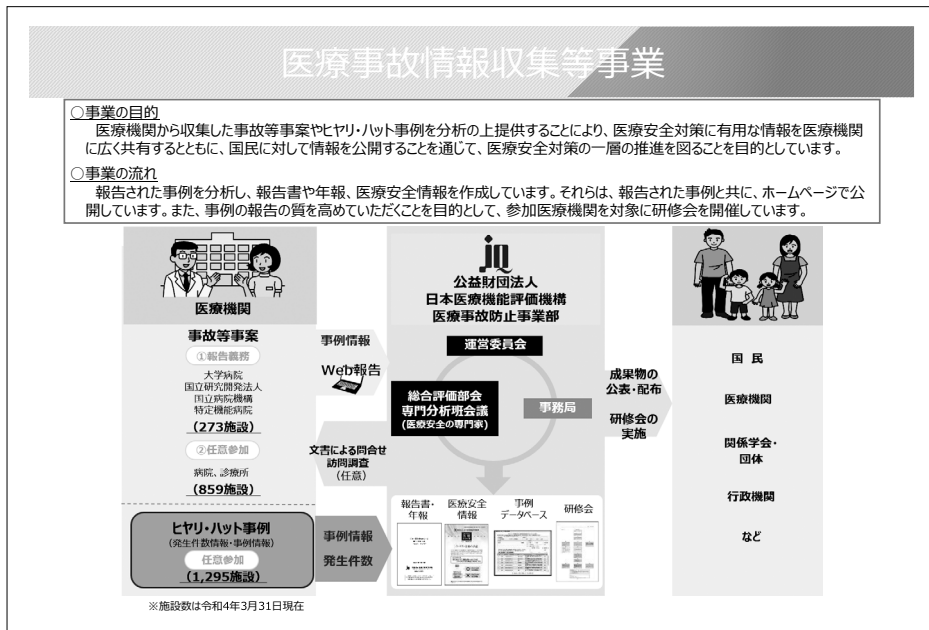 医療事故情報収集等事業
○事業の目的
医療機関から収集した事故等事案やヒヤリ・ハット事例を分析の上提供することにより、医療安全対策に有用な情報を医療機関
に広く共有するとともに、国民に対して情報を公開することを通じて、医療安全対策の一層の推進を図ることを目的としています。
○事業の流れ
報告された事例を分析し、報告書や年報、医療安全情報を作成しています。それらは、報告された事例と共に、ホームページで公
開しています。また、事例の報告の質を高めていただくことを目的として、参加医療機関を対象に研修会を開催しています。
医療機関
事故等事案
①報告義務
大学病院
国立研究開発法人
国立病院機構
特定機能病院
(273施設)
②任意参加
病院、診療所
(859施設)
ヒヤリ・ハット事例
(発生件数情報・事例情報)
任意参加
(1,295施設)
事例情報
Web報告
文書による問合せ
訪問調査
(任意)
事例情報
発生件数
jQ
公益財団法人
日本医療機能評価機構
医療事故防止事業部
運営委員会
総合評価部会
専門分析班会議
(医療安全の専門家)
事務局
報告書・
年報
医療安全
情報
事例
データベース
研修会
成果物の
公表・配布
研修会の
実施
国民
医療機関
関係学会・
団体
行政機関
など
※施設数は令和4年3月31日現在